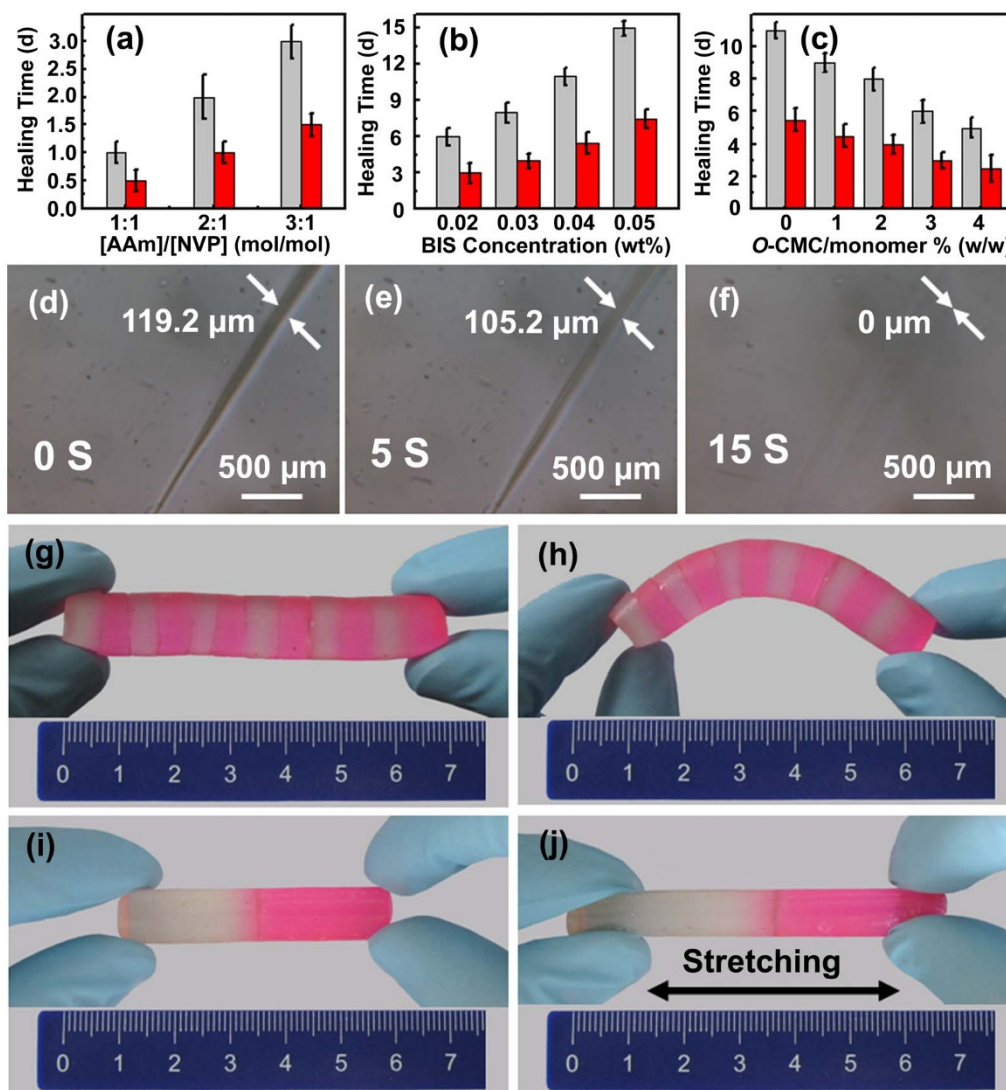 (a)
Healing Time (d)
3.0
2.5
2.0
1.5
1.0
0.5
0.0
1:1 2:1 3:1
[AAm]/[NVP] (mol/mol)
(b)
Healing Time (d)
15
12
9
6
3
0
0.02 0.03 0.04 0.05
BIS Concentration (wt%)
(c)
Healing Time (d)
10
8
6
4
2
0
0 1 2 3 4
O-CMC/monomer % (w/w)
(d)
119.2 µm
0 S
500 µm
(e)
105.2 µm
5 S
500 µm
(f)
0 µm
15 S
500 µm
(g)
0 1 2 3 4 5 6 7
(h)
0 1 2 3 4 5 6 7
(i)
0 1 2 3 4 5 6 7
(j)
Stretching
0 1 2 3 4 5 6 7